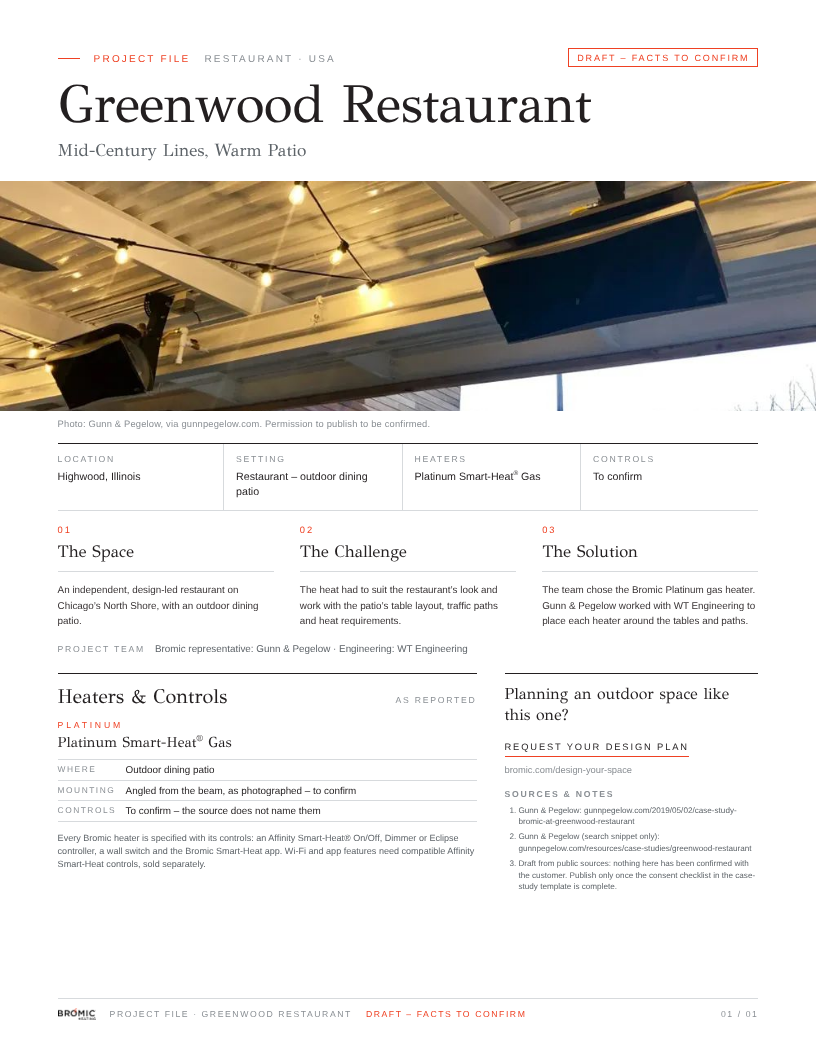 PROJECT FILE RESTAURANT · USA
DRAFT – FACTS TO CONFIRM
Greenwood Restaurant
Mid-Century Lines, Warm Patio
Photo: Gunn & Pegelow, via gunnpegelow.com. Permission to publish to be confirmed.
LOCATION
Highwood, Illinois
SETTING
Restaurant – outdoor dining
patio
HEATERS
Platinum Smart-Heat® Gas
CONTROLS
To confirm
01
The Space
An independent, design-led restaurant on
Chicago's North Shore, with an outdoor dining
patio.
02
The Challenge
The heat had to suit the restaurant's look and
work with the patio's table layout, traffic paths
and heat requirements.
03
The Solution
The team chose the Bromic Platinum gas heater.
Gunn & Pegelow worked with WT Engineering to
place each heater around the tables and paths.
PROJECT TEAM Bromic representative: Gunn & Pegelow · Engineering: WT Engineering
Heaters & Controls
AS REPORTED
PLATINUM
Platinum Smart-Heat® Gas
WHERE Outdoor dining patio
MOUNTING Angled from the beam, as photographed – to confirm
CONTROLS To confirm – the source does not name them
Every Bromic heater is specified with its controls: an Affinity Smart-Heat® On/Off, Dimmer or Eclipse
controller, a wall switch and the Bromic Smart-Heat app. Wi-Fi and app features need compatible Affinity
Smart-Heat controls, sold separately.
Planning an outdoor space like
this one?
REQUEST YOUR DESIGN PLAN
bromic.com/design-your-space
SOURCES & NOTES
1. Gunn & Pegelow: gunnpegelow.com/2019/05/02/case-study-
bromic-at-greenwood-restaurant
2. Gunn & Pegelow (search snippet only):
gunnpegelow.com/resources/case-studies/greenwood-restaurant
3. Draft from public sources: nothing here has been confirmed with
the customer. Publish only once the consent checklist in the case-
study template is complete.
BROMIC
HEATING
PROJECT FILE · GREENWOOD RESTAURANT DRAFT – FACTS TO CONFIRM
01 / 01